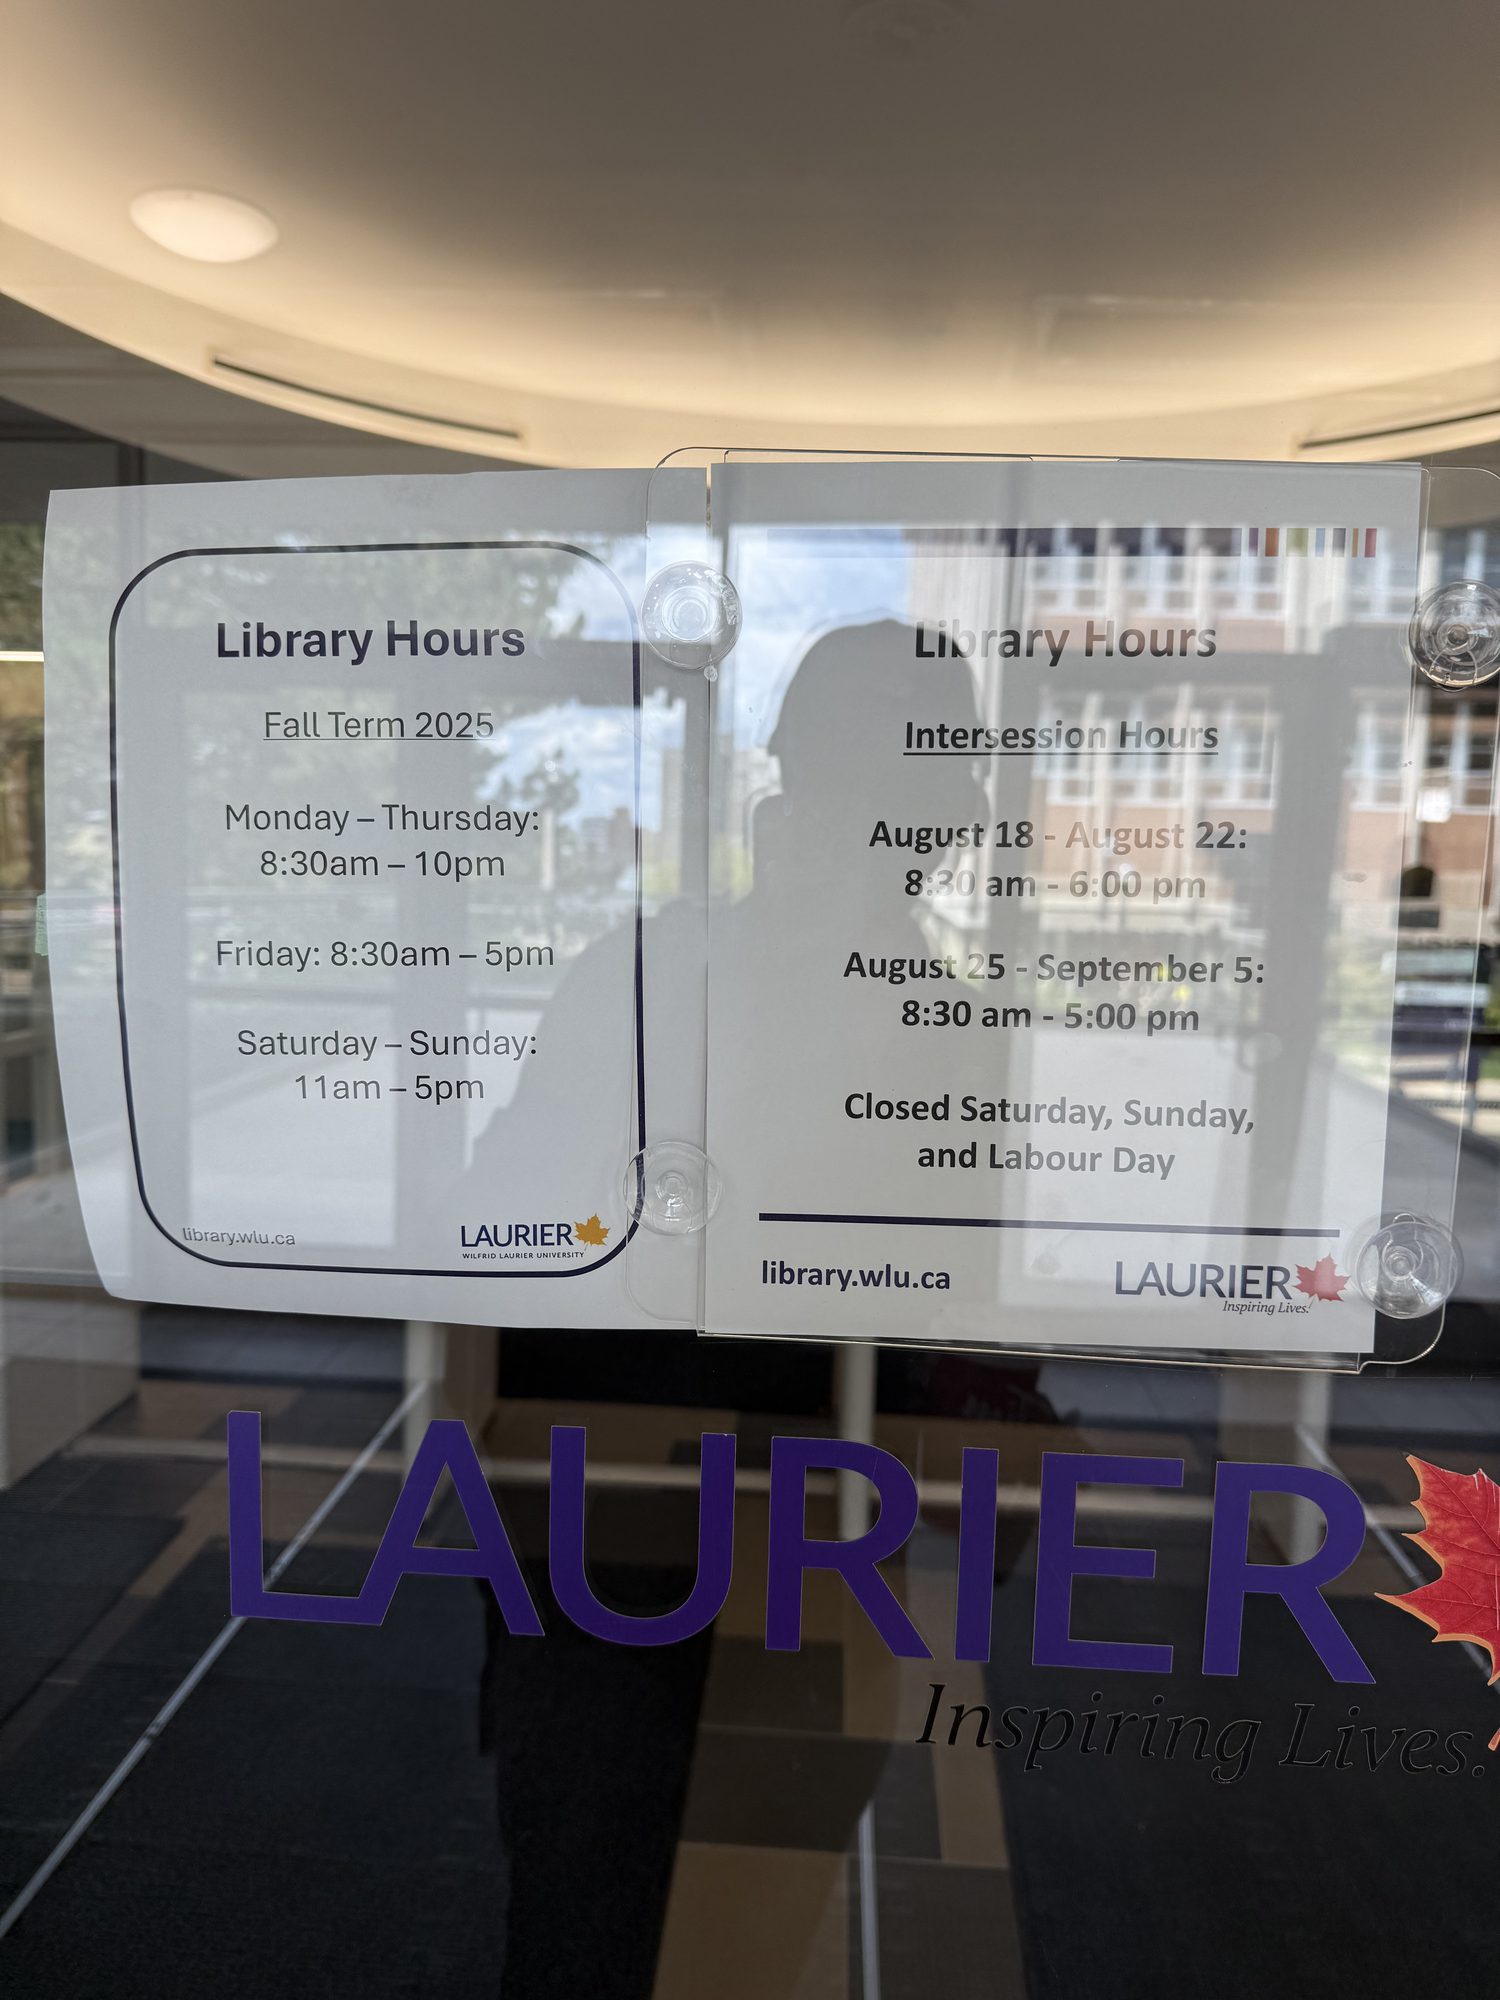 Library Hours
Fall Term 2025
Monday – Thursday:
8:30am – 10pm
Friday: 8:30am – 5pm
Saturday – Sunday:
11am – 5pm
library.wlu.ca
LAURIER
WILFRID LAURIER UNIVERSITY
Library Hours
Intersession Hours
August 18 - August 22:
8:30 am - 6:00 pm
August 25 - September 5:
8:30 am - 5:00 pm
Closed Saturday, Sunday,
and Labour Day
library.wlu.ca
LAURIER
Inspiring Lives.
LAURIER
Inspiring Lives.